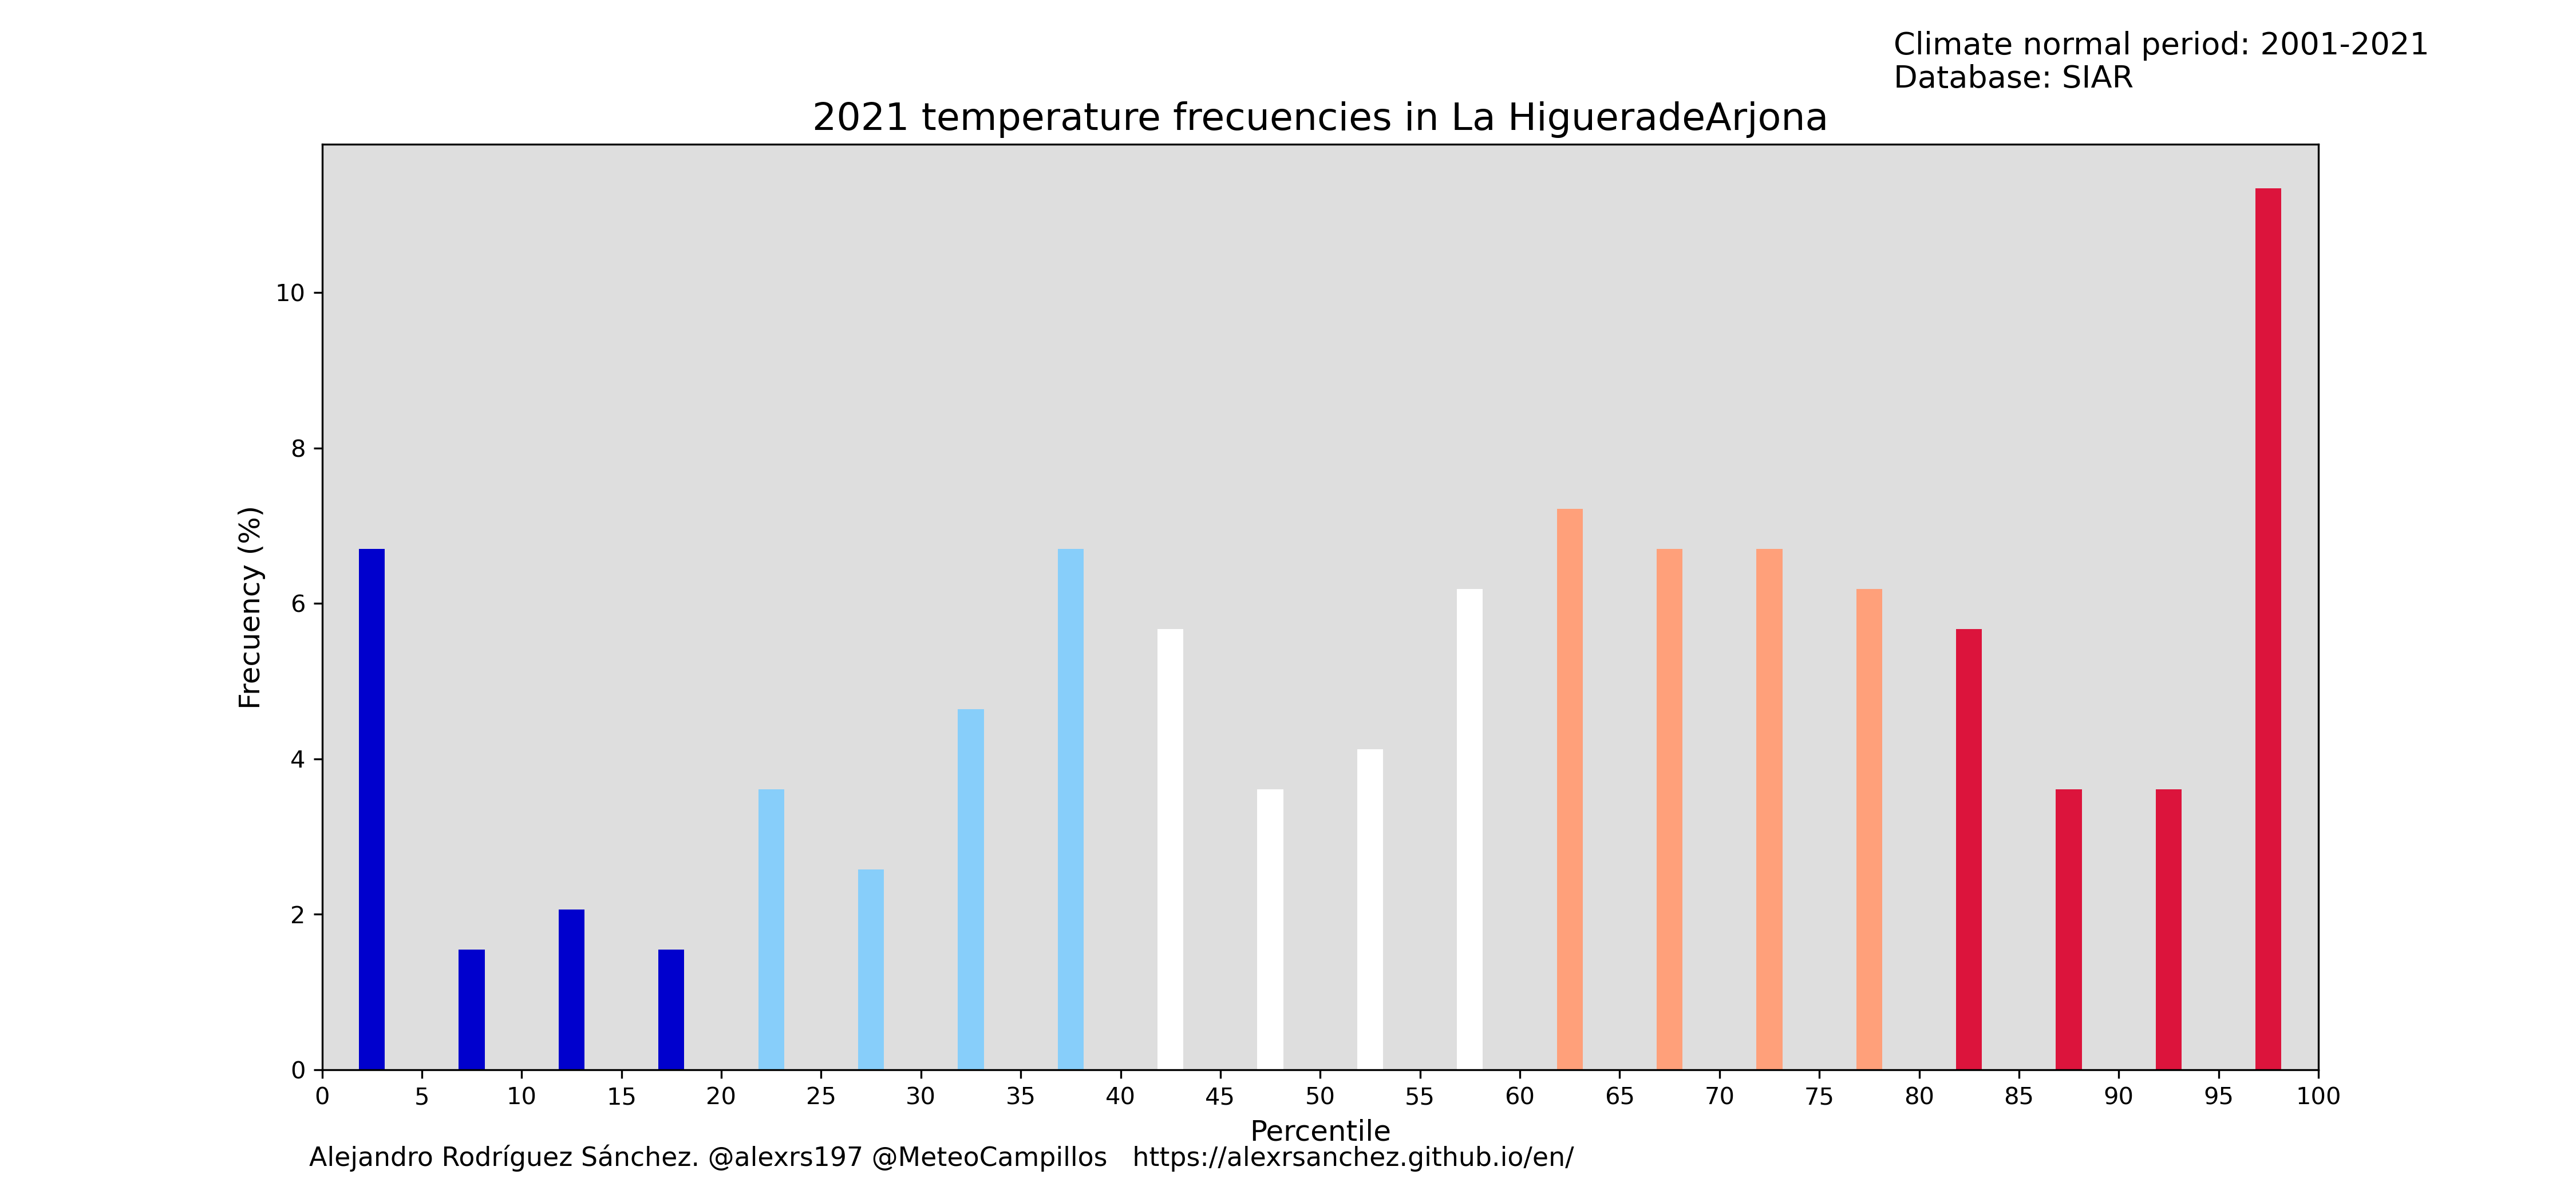 Climate normal period: 2001-2021
Database: SIAR
2021 temperature frecuencies in La HigueradeArjona
10
8
6
4
2
0
Frecuency (%)
0 5 10 15 20 25 30 35 40 45 50 55 60 65 70 75 80 85 90 95 100
Percentile
Alejandro Rodríguez Sánchez. @alexrs197 @MeteoCampillos https://alexrsanchez.github.io/en/